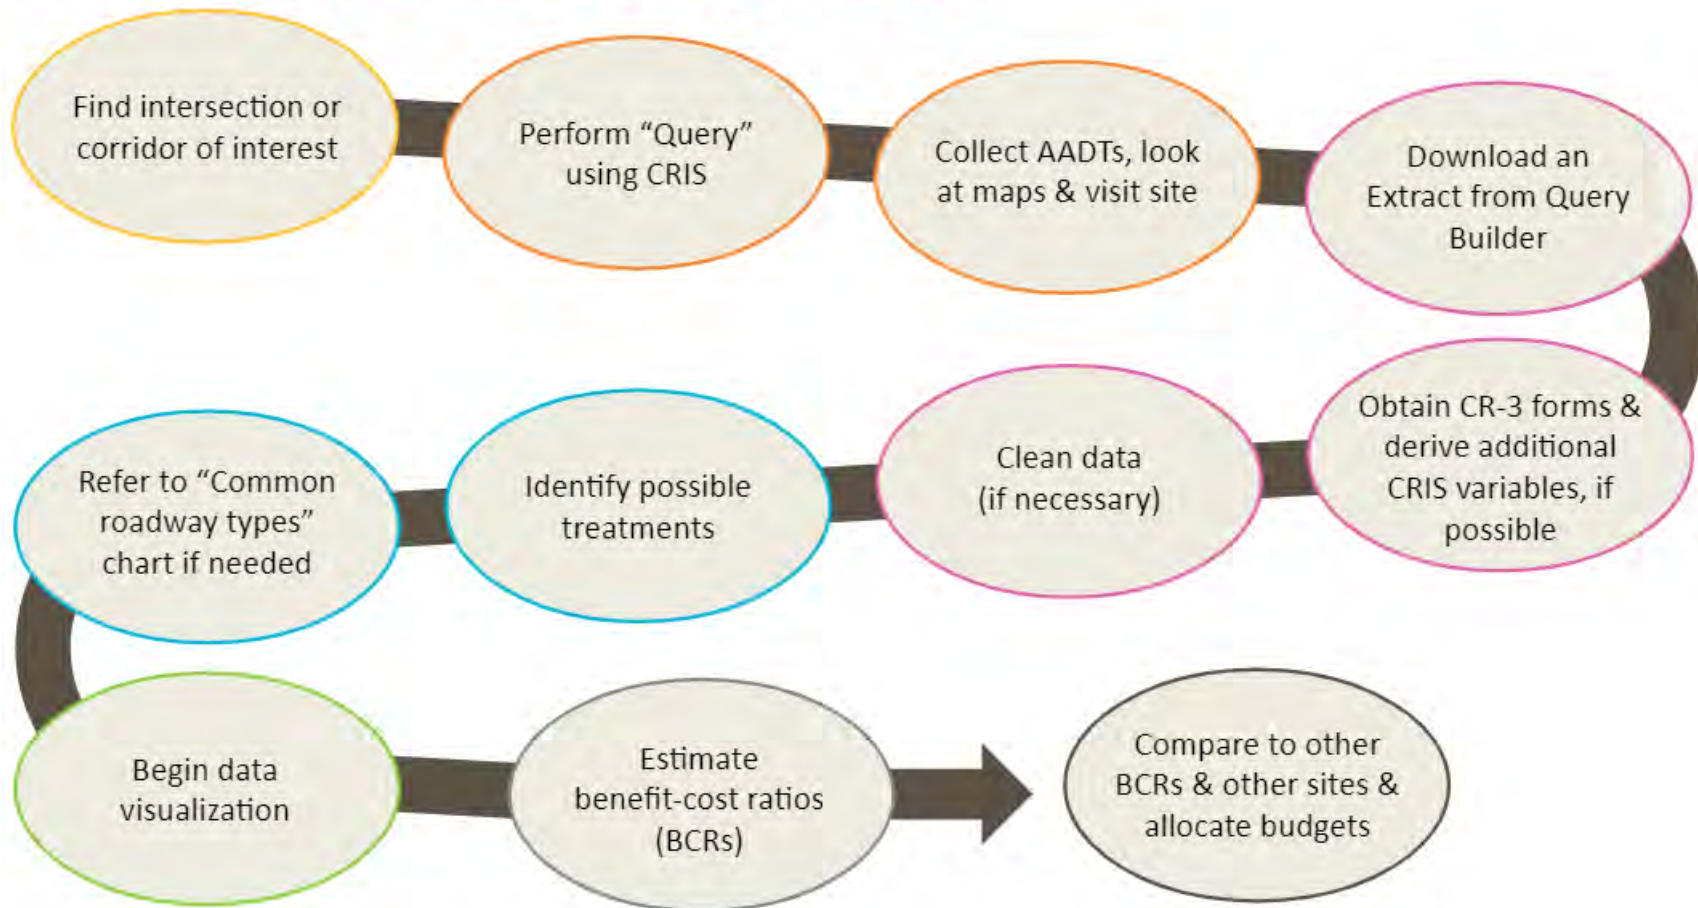 Find intersection or
corridor of interest
Perform “Query”
using CRIS
Collect AADTs, look
at maps & visit site
Download an
Extract from Query
Builder
Obtain CR-3 forms &
derive additional
CRIS variables, if
possible
Clean data
(if necessary)
Identify possible
treatments
Refer to “Common
roadway types”
chart if needed
Begin data
visualization
Estimate
benefit-cost ratios
(BCRs)
Compare to other
BCRs & other sites &
allocate budgets